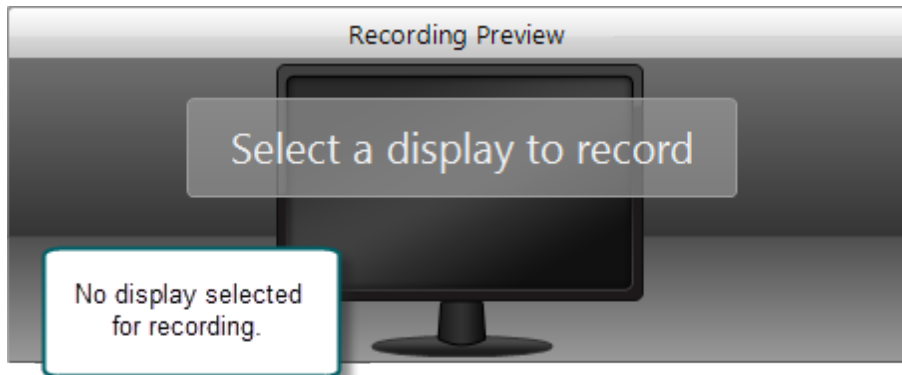 Recording Preview
Select a display to record
No display selected
for recording.